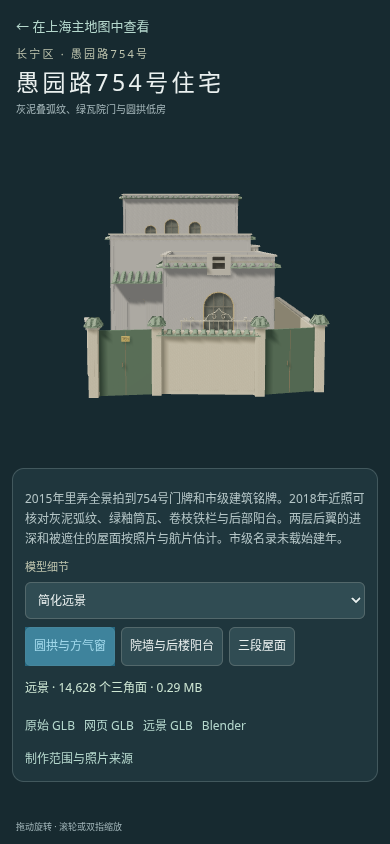 ← 在上海主地图中查看
长宁区 · 愚园路754号
愚园路754号住宅
灰泥叠弧纹、绿瓦院门与圆拱低房
2015年里弄全景拍到754号门牌和市级建筑铭牌。2018年近照可
核对灰泥弧纹、绿釉筒瓦、卷枝铁栏与后部阳台。两层后翼的进
深和被遮住的屋面按照片与航片估计。市级名录未载始建年。
模型细节
简化远景
圆拱与方气窗 院墙与后楼阳台 三段屋面
远景 · 14,628 个三角面 · 0.29 MB
原始 GLB 网页 GLB 远景 GLB Blender
制作范围与照片来源
拖动旋转 · 滚轮或双指缩放